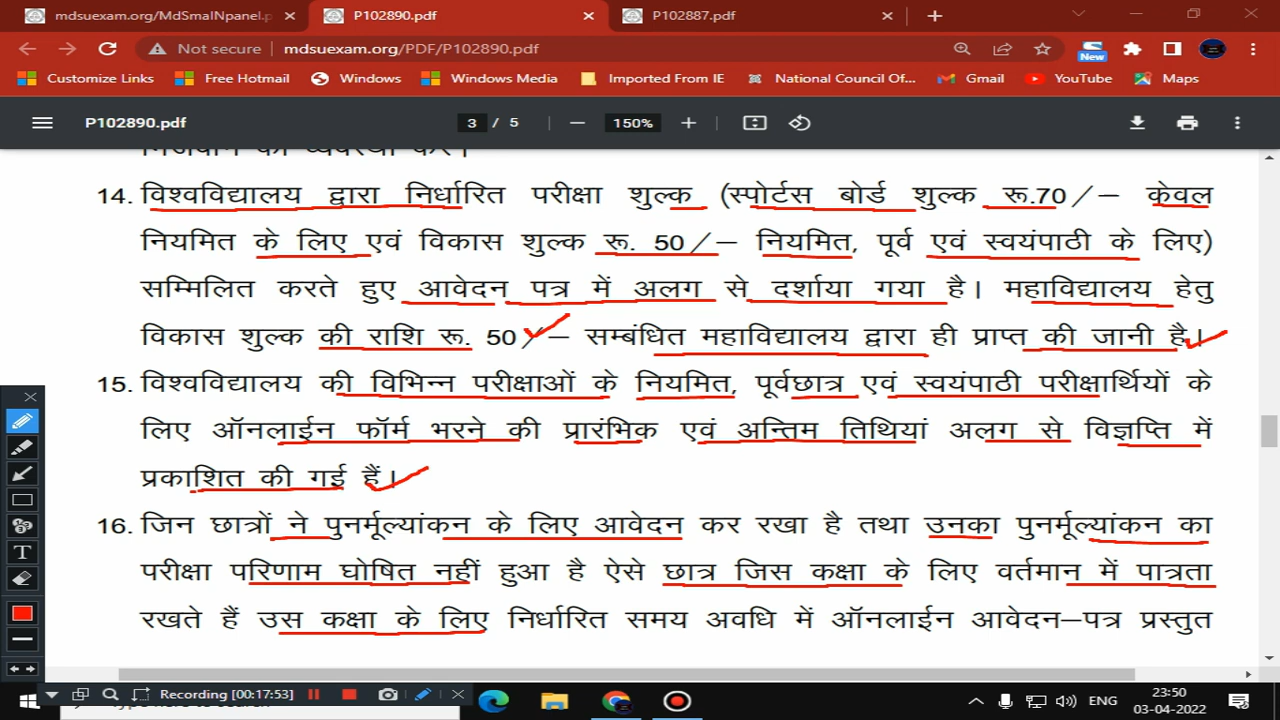 mdsuexam.org/MdSmalNpanel.p
P102890.pdf
P102887.pdf
Not secure
mdsuexam.org/PDF/P102890.pdf
New
Customize Links
Free Hotmail
Windows
Windows Media
Imported From IE
National Council Of...
Gmail
YouTube
Maps
P102890.pdf
3 / 5
150%
14. विश्वविद्यालय द्वारा निर्धारित परीक्षा शुल्क (स्पोर्टस बोर्ड शुल्क रू.70/– केवल
नियमित के लिए एवं विकास शुल्क रू. 50/– नियमित, पूर्व एवं स्वयंपाठी के लिए)
सम्मिलित करते हुए आवेदन पत्र में अलग से दर्शाया गया है। महाविद्यालय हेतु
विकास शुल्क की राशि रू. 50/– सम्बंधित महाविद्यालय द्वारा ही प्राप्त की जानी है।
15. विश्वविद्यालय की विभिन्न परीक्षाओं के नियमित, पूर्वछात्र एवं स्वयंपाठी परीक्षार्थियों के
लिए ऑनलाईन फॉर्म भरने की प्रारंभिक एवं अन्तिम तिथियां अलग से विज्ञप्ति में
प्रकाशित की गई हैं।
16. जिन छात्रों ने पुनर्मूल्यांकन के लिए आवेदन कर रखा है तथा उनका पुनर्मूल्यांकन का
परीक्षा परिणाम घोषित नहीं हुआ है ऐसे छात्र जिस कक्षा के लिए वर्तमान में पात्रता
रखते हैं उस कक्षा के लिए निर्धारित समय अवधि में ऑनलाईन आवेदन–पत्र प्रस्तुत
T
Recording [00:17:53]
ENG
23:50
03-04-2022